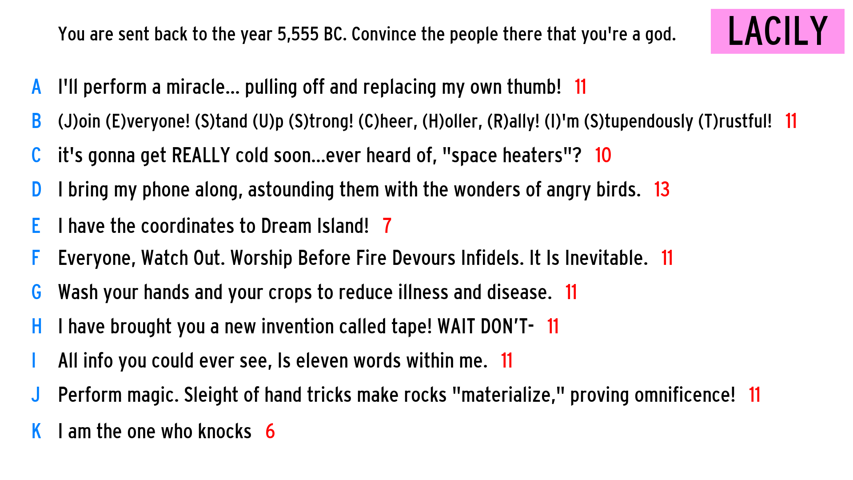 You are sent back to the year 5,555 BC. Convince the people there that you're a god.
LACILY
A I'll perform a miracle... pulling off and replacing my own thumb! 11
B (J)oin (E)veryone! (S)tand (U)p (S)trong! (C)heer, (H)oller, (R)ally! (I)'m (S)tupendously (T)rustful! 11
C it's gonna get REALLY cold soon...ever heard of, "space heaters"? 10
D I bring my phone along, astounding them with the wonders of angry birds. 13
E I have the coordinates to Dream Island! 7
F Everyone, Watch Out. Worship Before Fire Devours Infidels. It Is Inevitable. 11
G Wash your hands and your crops to reduce illness and disease. 11
H I have brought you a new invention called tape! WAIT DON'T- 11
I All info you could ever see, Is eleven words within me. 11
J Perform magic. Sleight of hand tricks make rocks "materialize," proving omnificence! 11
K I am the one who knocks 6